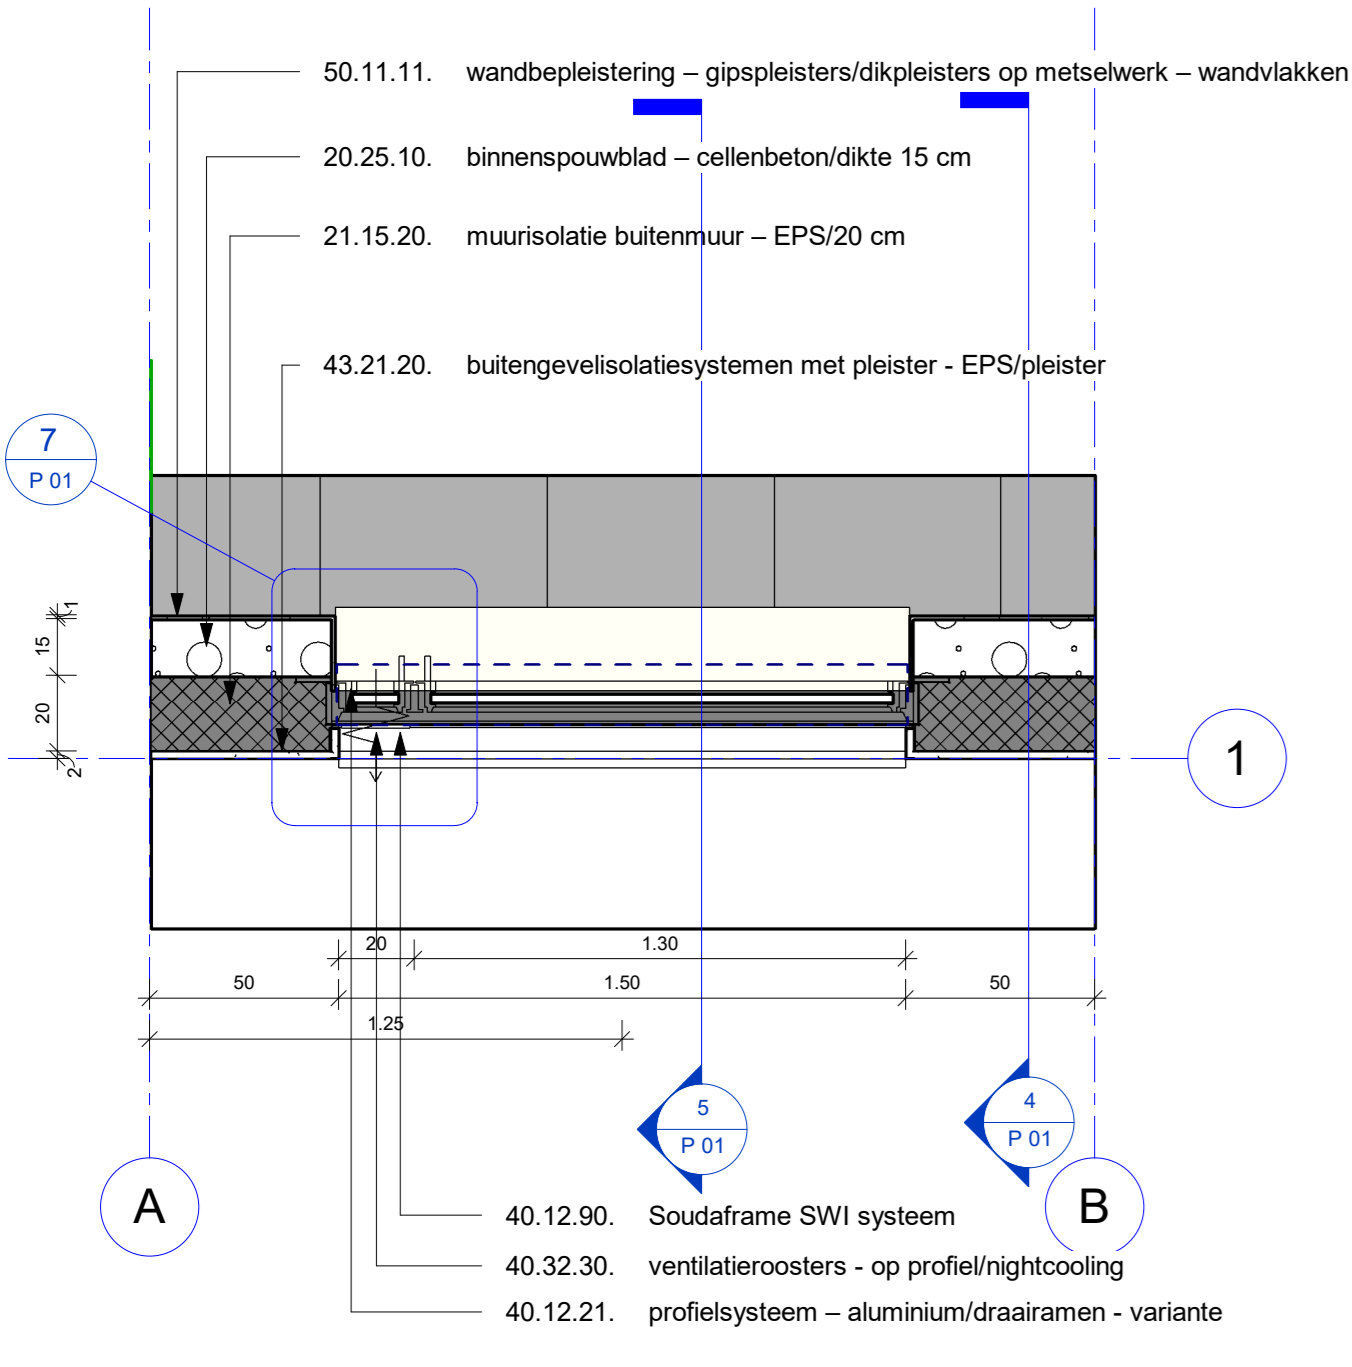 50.11.11. wandbepleistering – gipspleisters/dikpleisters op metselwerk – wandvlakken
20.25.10. binnenspouwblad – cellenbeton/dikte 15 cm
21.15.20. muurisolatie buitenmuur – EPS/20 cm
43.21.20. buitengevelisolatiesystemen met pleister - EPS/pleister
7
P 01
1
15
20
2
1
20
1.30
50
1.50
50
1.25
5
P 01
4
P 01
A
B
40.12.90. Soudaframe SWI systeem
40.32.30. ventilatieroosters - op profiel/nightcooling
40.12.21. profielsysteem – aluminium/draairamen - variante